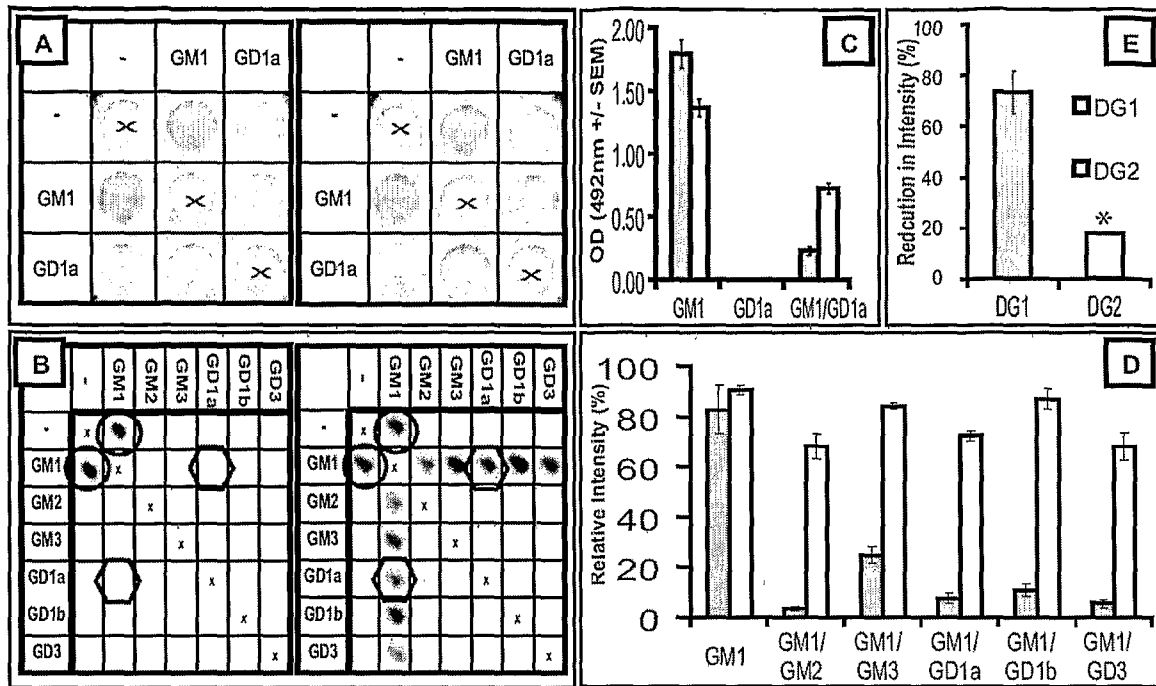 A
- GM1 GD1a
-
GM1
GD1a
- GM1 GD1a
-
GM1
GD1a
C
OD (492nm +/- SEM)
2.00
1.50
1.00
0.50
0.00
GM1 GD1a GM1/GD1a
E
Redcution in Intensity (%)
100
80
60
40
20
0
DG1
DG2
*
DG1 DG2
B
- GM1 GM2 GM3 GD1a GD1b GD3
-
GM1
GM2
GM3
GD1a
GD1b
GD3
- GM1 GM2 GM3 GD1a GD1b GD3
-
GM1
GM2
GM3
GD1a
GD1b
GD3
D
Relative Intensity (%)
100
80
60
40
20
0
GM1 GM1/ GM1/ GM1/ GM1/ GM1/
GM2 GM3 GD1a GD1b GD3